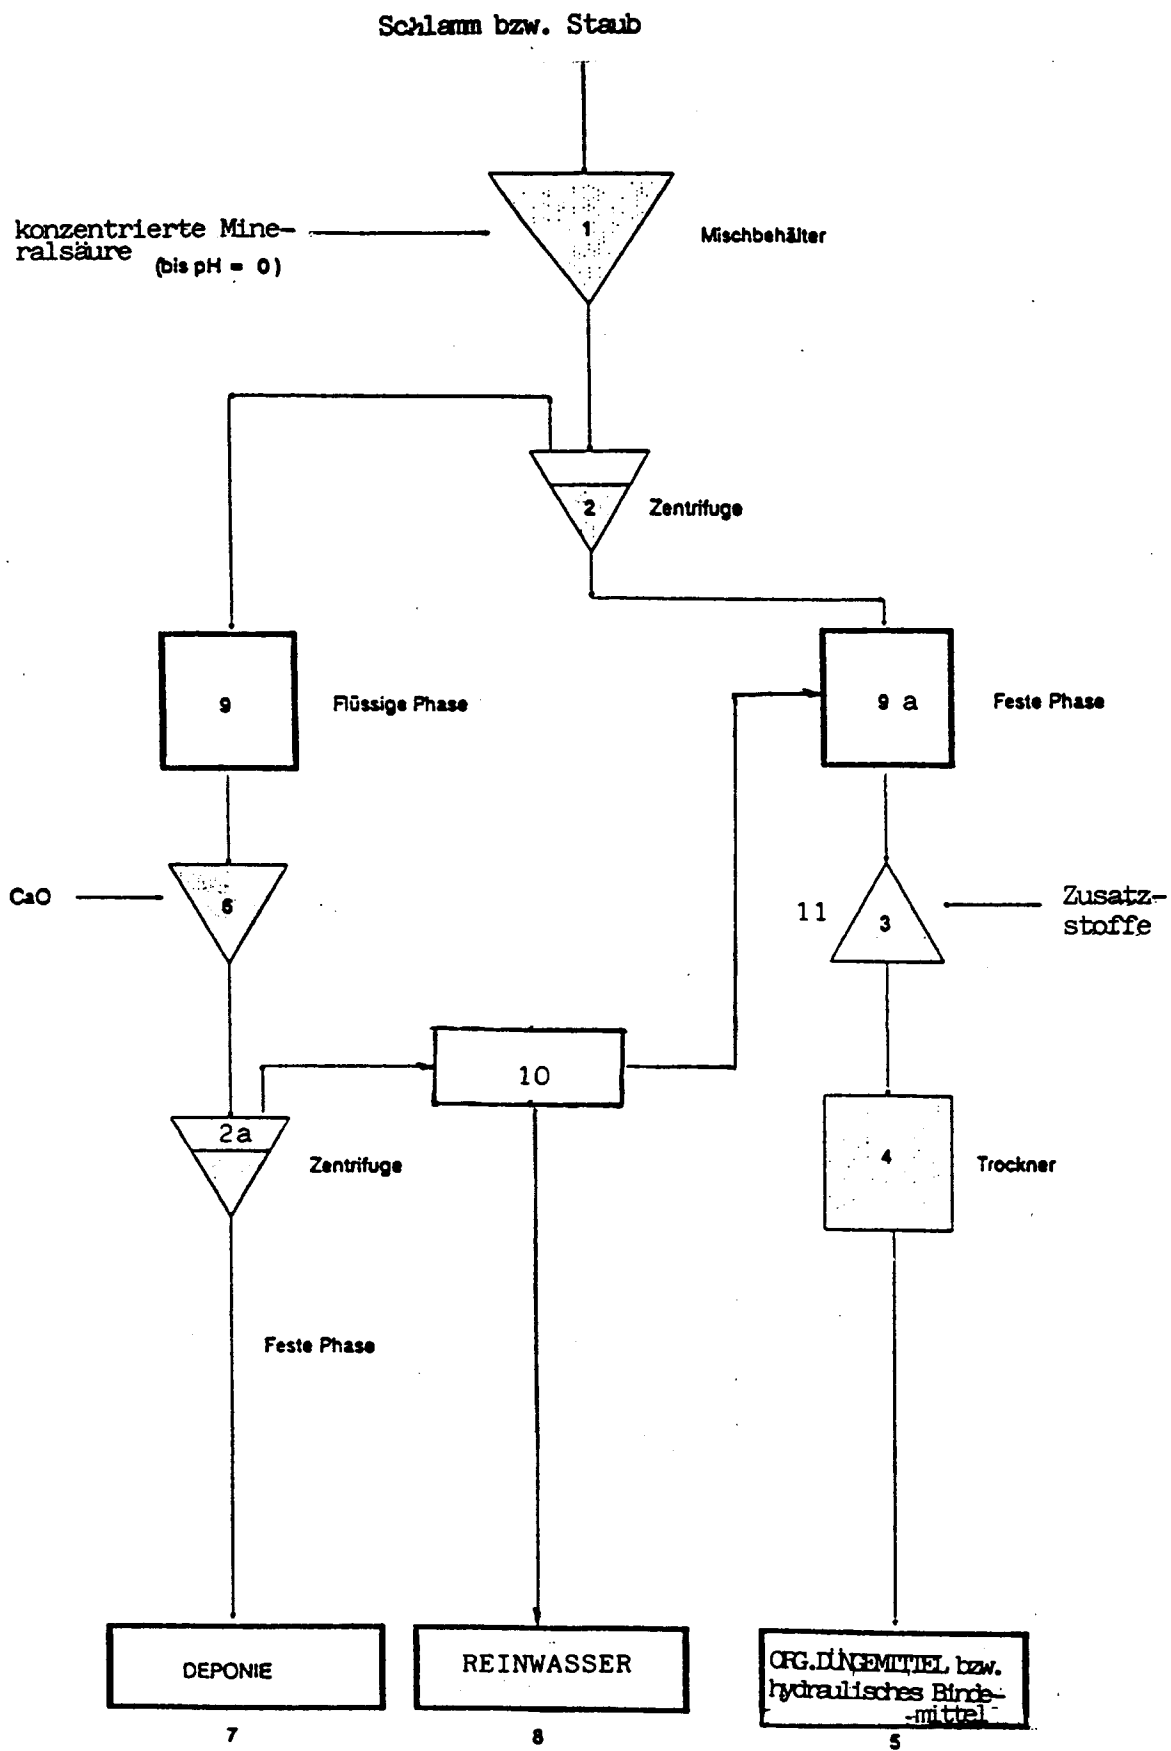 Schlamm bzw. Staub
1
konzentrierte Mine-
ralsäure (bis pH = 0)
Mischbehälter
2
Zentrifuge
9
Flüssige Phase
9 a
Feste Phase
CaO
6
11
3
Zusatz-
stoffe
10
2a
Zentrifuge
4
Trockner
Feste Phase
DEPONIE
REINWASSER
ORG.DÜNGEMITTEL bzw.
hydraulisches Binde-
-mittel
7
8
5